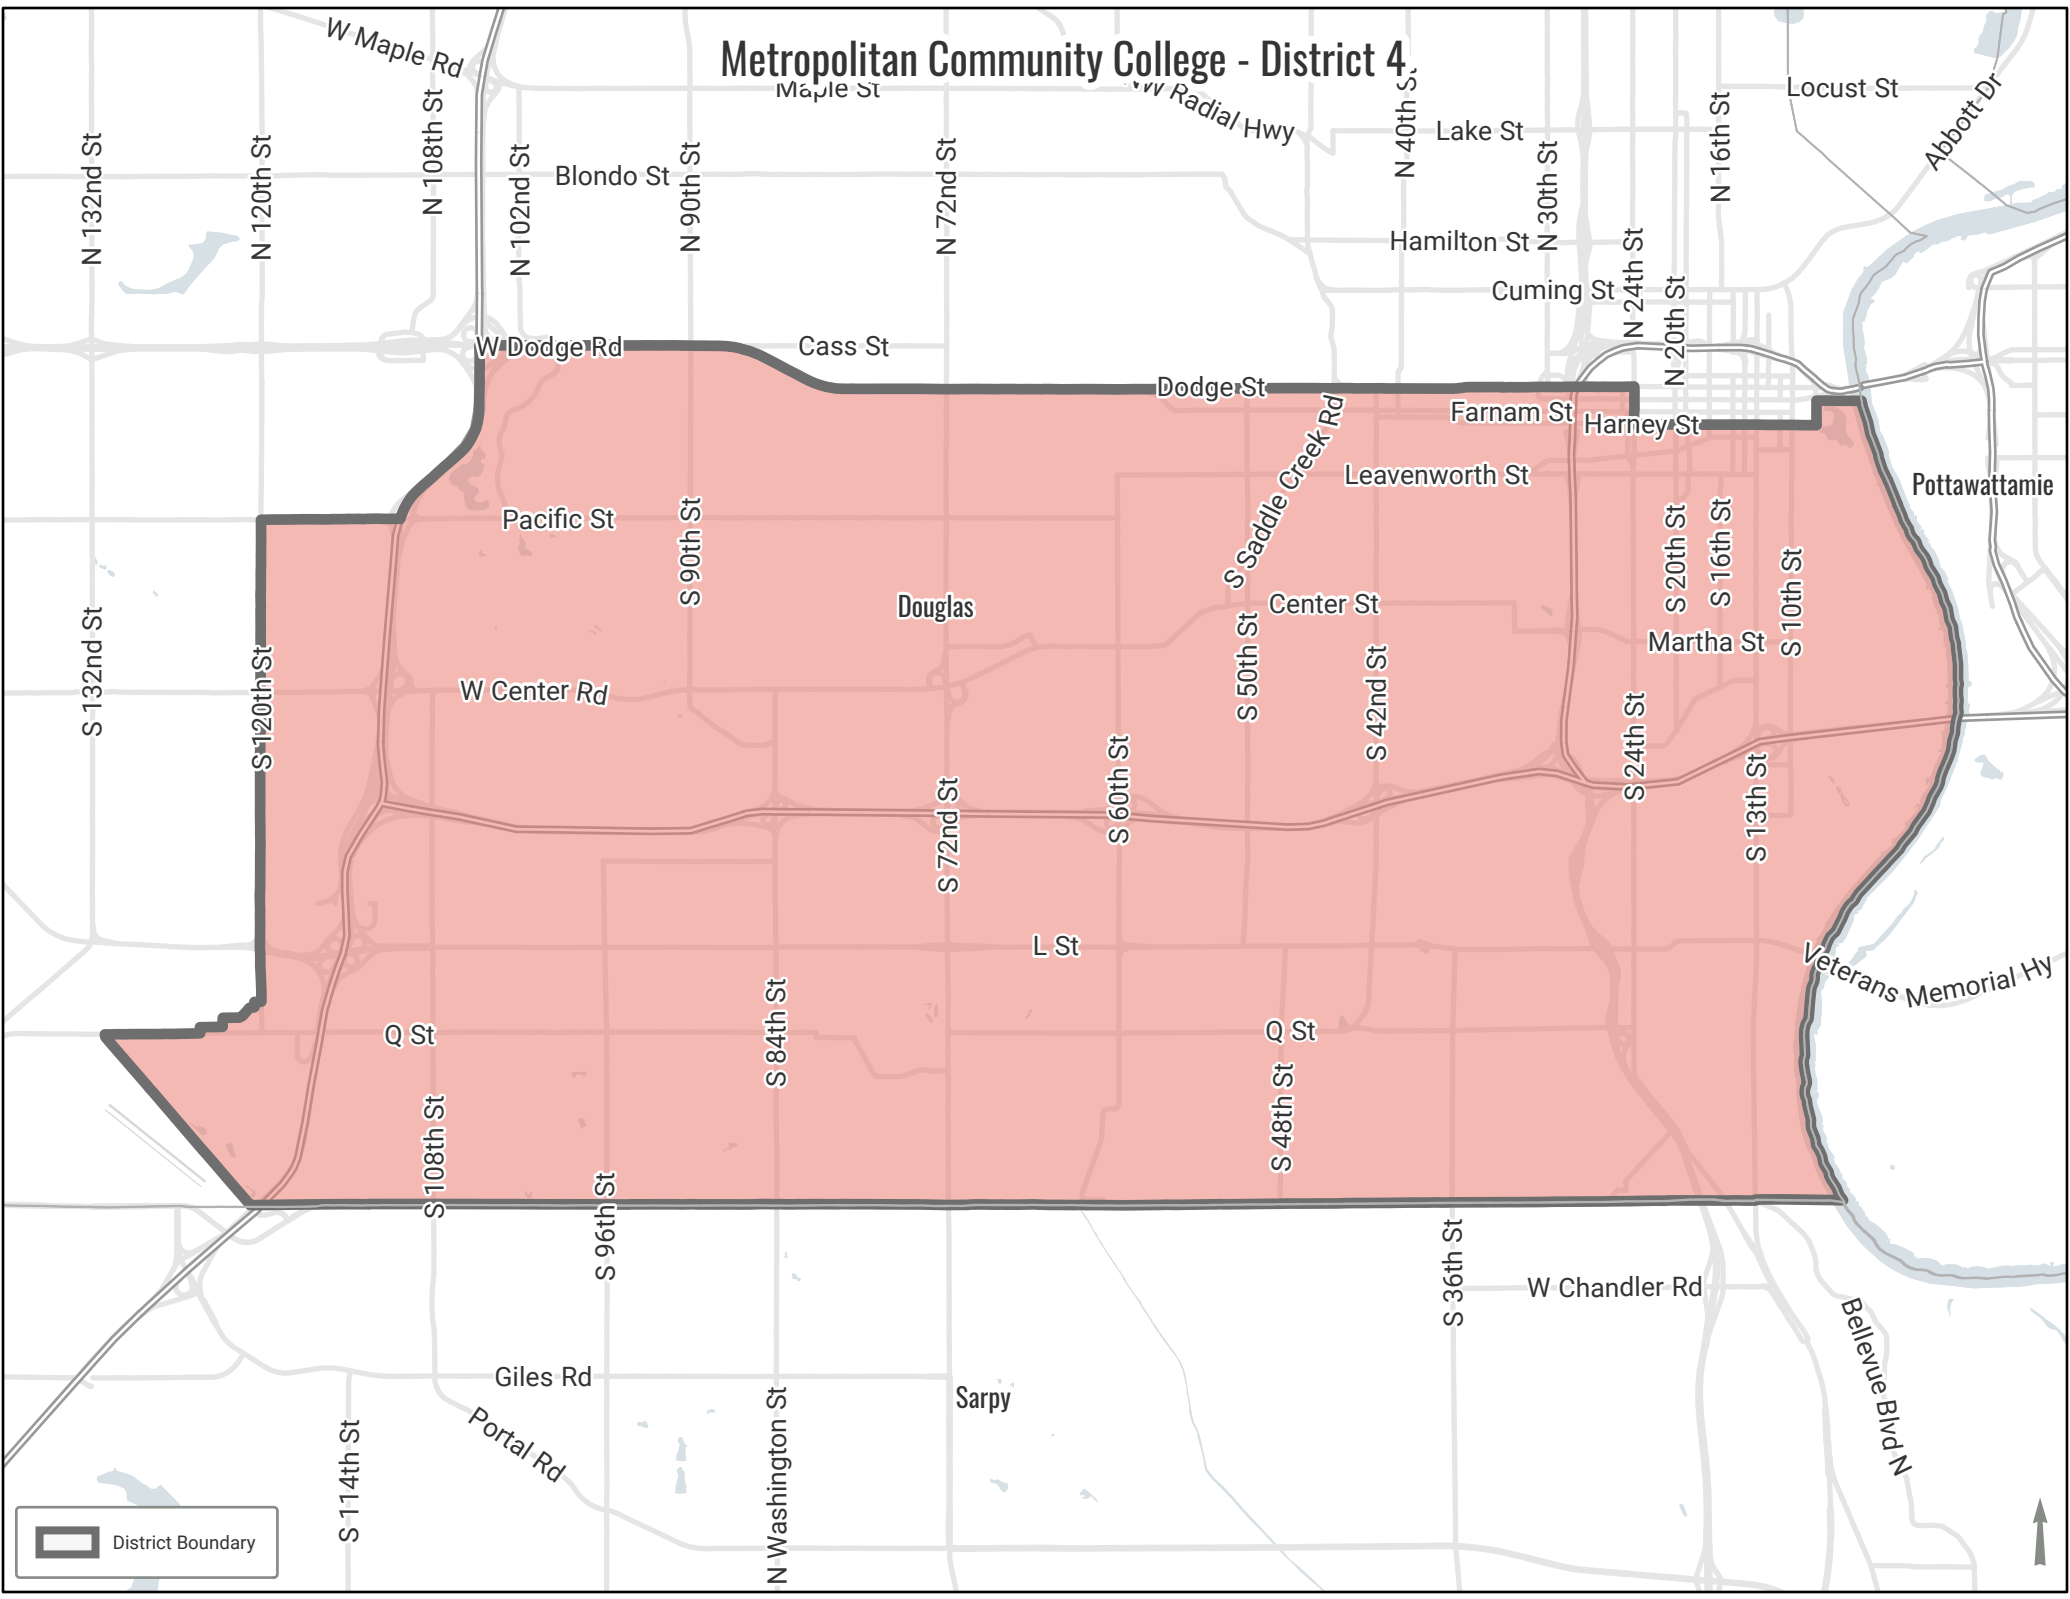 Metropolitan Community College - District 4
W Maple Rd
Maple St
NW Radial Hwy
Locust St
Abbott Dr
Lake St
N 132nd St
N 120th St
N 108th St
N 102nd St
N 90th St
N 72nd St
N 40th St
N 30th St
N 16th St
Blondo St
Hamilton St
N 24th St
Cuming St
N 20th St
W Dodge Rd
Cass St
Dodge St
Farnam St
Harney St
S Saddle Creek Rd
Leavenworth St
Pottawattamie
Pacific St
S 90th St
S 20th St
S 16th St
S 10th St
Douglas
Center St
Martha St
S 132nd St
S 120th St
W Center Rd
S 50th St
S 42nd St
S 24th St
S 60th St
S 72nd St
S 13th St
L St
Veterans Memorial Hy
Q St
S 84th St
Q St
S 108th St
S 48th St
S 96th St
S 36th St
W Chandler Rd
Bellevue Blvd N
Giles Rd
Sarpy
Portal Rd
S 114th St
N Washington St
District Boundary